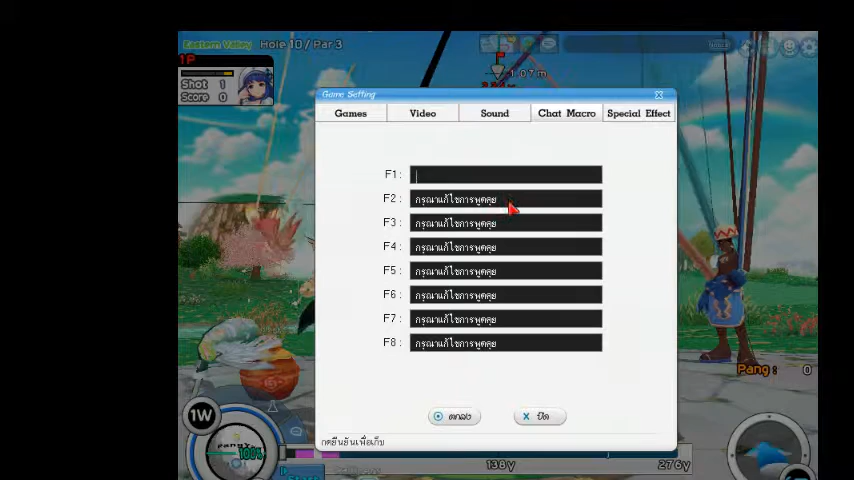 Eastern Valley Hole 10 / Par 3
1P
Shot 1
Score 0
1.07 m
Game Setting
Games Video Sound Chat Macro Special Effect
F1 :
F2 : กรุณาแก้ไขการพูดคุย
F3 : กรุณาแก้ไขการพูดคุย
F4 : กรุณาแก้ไขการพูดคุย
F5 : กรุณาแก้ไขการพูดคุย
F6 : กรุณาแก้ไขการพูดคุย
F7 : กรุณาแก้ไขการพูดคุย
F8 : กรุณาแก้ไขการพูดคุย
Pang : 0
ตกลง ปิด
1W
กดยืนยันเพื่อเก็บ
100%
138y 276y